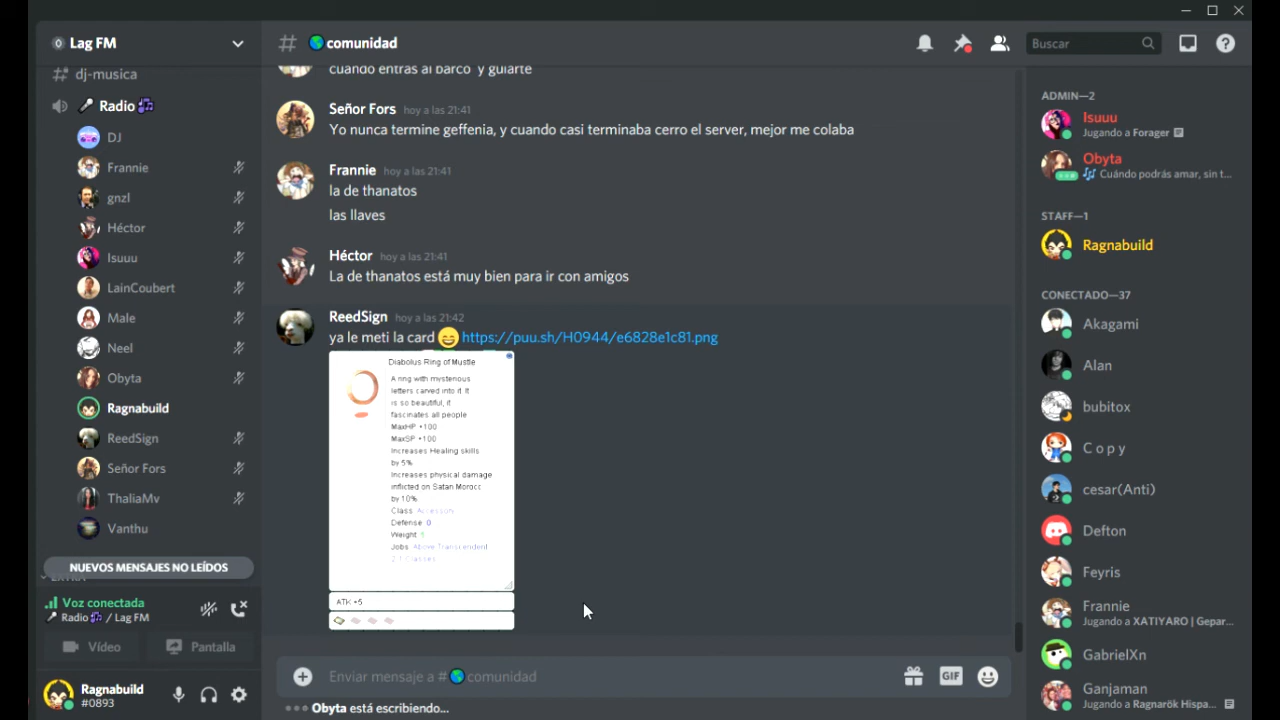 Lag FM
dj-musica
Radio
DJ
Frannie
gnzl
Héctor
Isuuu
LainCoubert
Male
Neel
Obyta
Ragnabuild
ReedSign
Señor Fors
ThaliaMv
Vanthu
NUEVOS MENSAJES NO LEÍDOS
Voz conectada
Radio / Lag FM
Vídeo
Pantalla
Ragnabuild
#0893
# comunidad
Buscar
cuando entras al barco y guiarte
Señor Fors hoy a las 21:41
Yo nunca termine geffenia, y cuando casi terminaba cerro el server, mejor me colaba
Frannie hoy a las 21:41
la de thanatos
las llaves
Héctor hoy a las 21:41
La de thanatos está muy bien para ir con amigos
ReedSign hoy a las 21:42
ya le meti la card https://puu.sh/H0944/e6828e1c81.png
Diabolus Ring of Mustle
A ring with mysterious
letters carved into it. It
is so beautiful, it
fascinates all people
MaxHP +100
MaxSP +100
Increases Healing skills
by 5%
Increases physical damage
inflicted on Satan Morocc
by 10%
Class Accessory
Defense 0
Weight
Jobs Above Transcendent
Classes
ATK +5
Enviar mensaje a # comunidad
GIF
Obyta está escribiendo...
ADMIN—2
Isuuu
Jugando a Forager
Obyta
Cuándo podrás amar, sin t...
STAFF—1
Ragnabuild
CONECTADO—37
Akagami
Alan
bubitox
C o p y
cesar(Anti)
Defton
Feyris
Frannie
Jugando a XATIYARO | Gepar...
GabrielXn
Ganjaman
Jugando a Ragnarök Hispa...